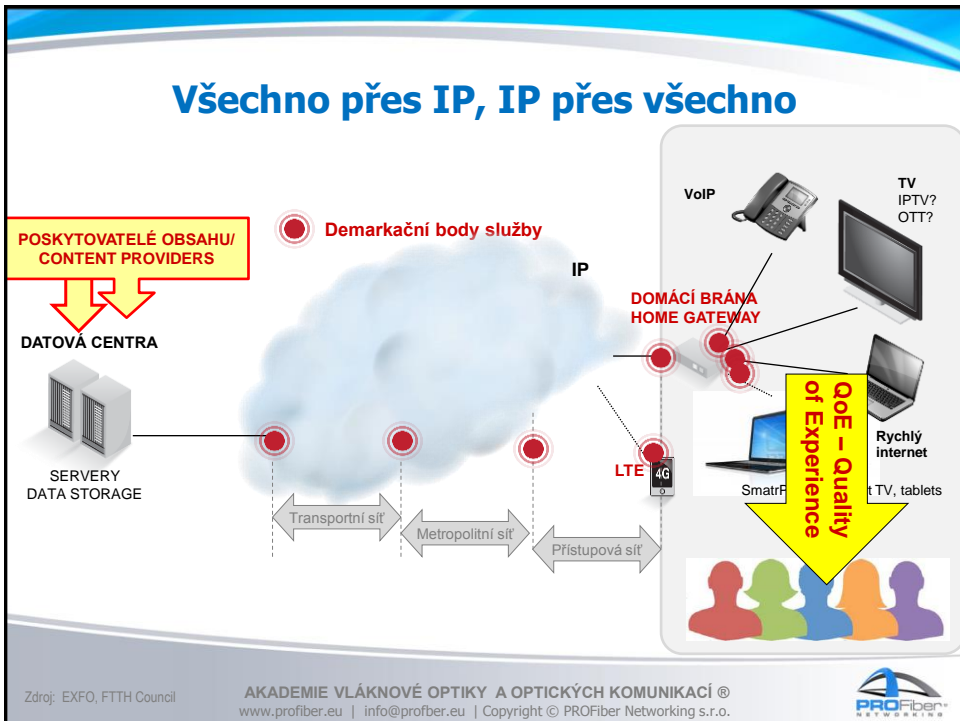 Všechno přes IP, IP přes všechno
POSKYTOVATELÉ OBSAHU/
CONTENT PROVIDERS
DATOVÁ CENTRA
SERVERY
DATA STORAGE
Demarkační body služby
IP
VoIP
TV
IPTV?
OTT?
DOMÁCÍ BRÁNA
HOME GATEWAY
LTE
4G
QoE – Quality
of Experience
Rychlý
internet
SmatrP
t TV, tablets
Transportní síť
Metropolitní síť
Přístupová síť
Zdroj: EXFO, FTTH Council
AKADEMIE VLÁKNOVÉ OPTIKY A OPTICKÝCH KOMUNIKACÍ ®
www.profiber.eu | info@profber.eu | Copyright © PROFiber Networking s.r.o.
PROFiber
NETWORKING